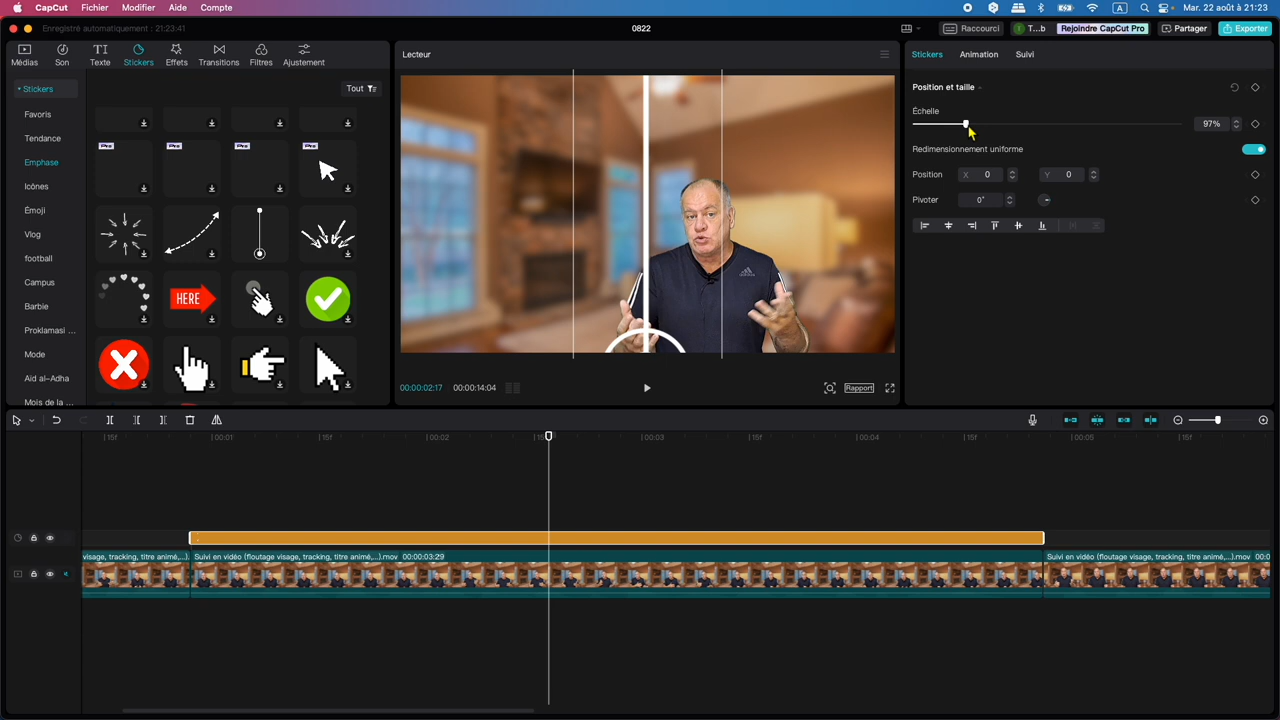 CapCut Fichier Modifier Aide Compte
A Mar. 22 août à 21:23
Enregistré automatiquement : 21:23:41
0822
Raccourci
T...b
Rejoindre CapCut Pro
Partager
Exporter
Médias Son Texte Stickers Effets Transitions Filtres Ajustement
Stickers
Favoris
Tendance
Emphase
Icônes
Émoji
Vlog
football
Campus
Barbie
Proklamasi ...
Mode
Aïd al-Adha
Mois de la ...
Tout
Pro Pro Pro Pro
HERE
Lecteur
00:00:02:17 00:00:14:04
Rapport
Stickers Animation Suivi
Position et taille
Échelle
97%
Redimensionnement uniforme
Position X 0 Y 0
Pivoter 0°
15f 00:01 15f 00:02 15f 00:03 15f 00:04 15f 00:05 15f
visage, tracking, titre animé,...). Suivi en vidéo (floutage visage, tracking, titre animé,...).mov 00:00:03:29 Suivi en vidéo (floutage visage, tracking, titre animé,...).mov 00:0